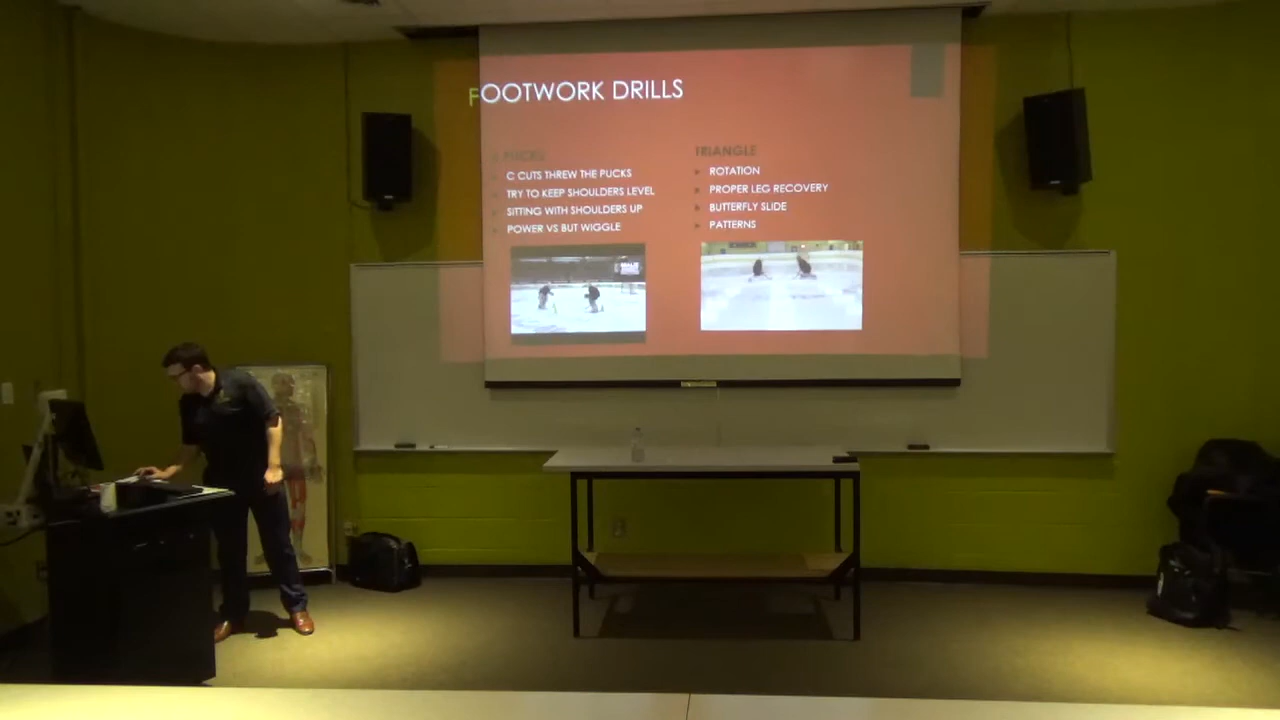 FOOTWORK DRILLS
PUCKS
C CUTS THREW THE PUCKS
TRY TO KEEP SHOULDERS LEVEL
SITTING WITH SHOULDERS UP
POWER VS BUT WIGGLE
TRIANGLE
ROTATION
PROPER LEG RECOVERY
BUTTERFLY SLIDE
PATTERNS